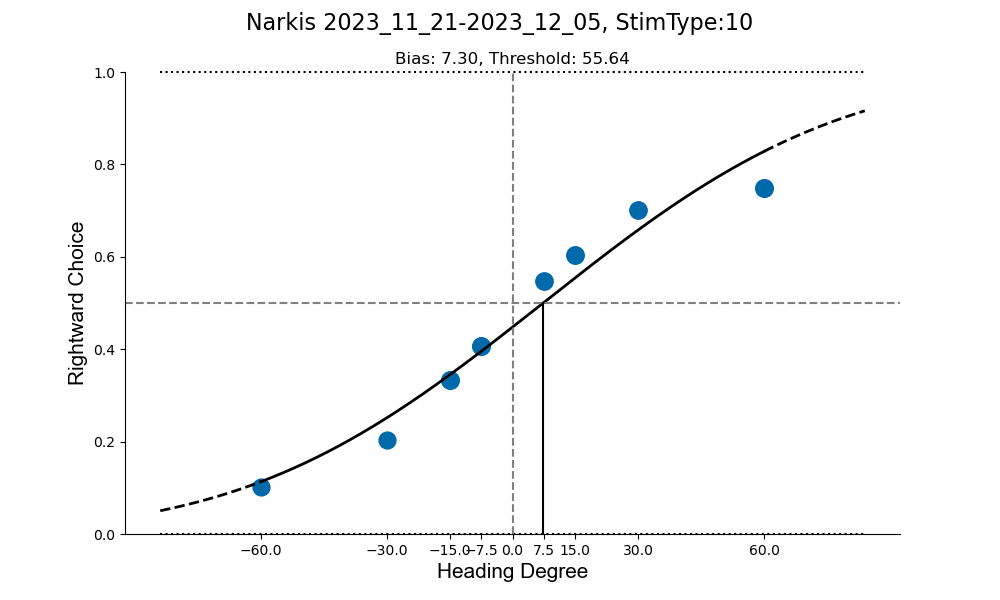 Narkis 2023_11_21-2023_12_05, StimType:10
Bias: 7.30, Threshold: 55.64
1.0
0.8
0.6
0.4
0.2
0.0
Rightward Choice
−60.0 −30.0 −15.0 −7.5 0.0 7.5 15.0 30.0 60.0
Heading Degree